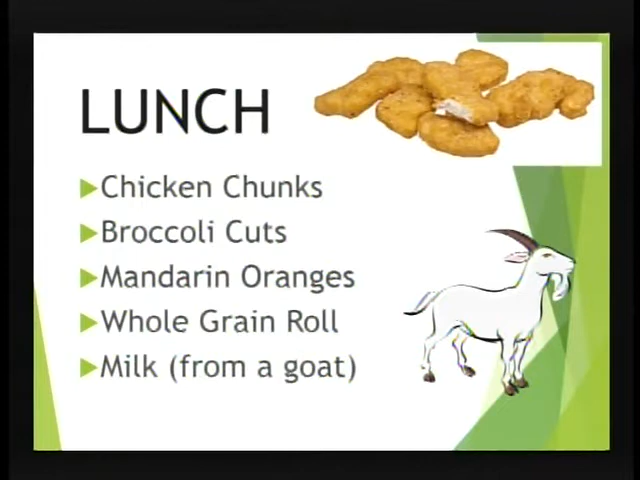 LUNCH
Chicken Chunks
Broccoli Cuts
Mandarin Oranges
Whole Grain Roll
Milk (from a goat)